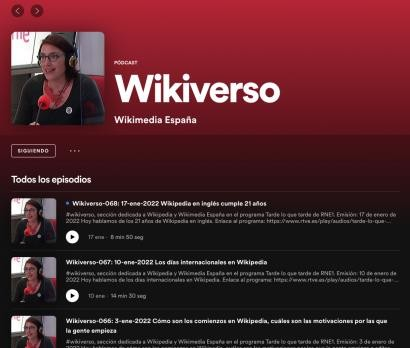 PÓDCAST
Wikiverso
Wikimedia España
SIGUIENDO
Todos los episodios
Wikiverso-068: 17-ene-2022 Wikipedia en inglés cumple 21 años
#wikiverso, sección dedicada a Wikipedia y Wikimedia España en el programa Tarde lo que tarde de RNE1. Emisión: 17 de enero de
2022 Hoy hablamos de los 21 años de Wikipedia en inglés. Enlace al programa: https://www.rtve.es/play/audios/tarde-lo-que-...
17 ene · 8 min 50 seg
Wikiverso-067: 10-ene-2022 Los días internacionales en Wikipedia
#wikiverso, sección dedicada a Wikipedia y Wikimedia España en el programa Tarde lo que tarde de RNE1. Emisión: 10 de enero de
2022 Hoy hablamos de los días internacionales en Wikipedia. Enlace al programa: https://www.rtve.es/play/audios/tarde-lo-que-...
10 ene · 14 min 30 seg
Wikiverso-066: 3-ene-2022 Cómo son los comienzos en Wikipedia, cuáles son las motivaciones por las que
la gente empieza
#wikiverso, sección dedicada a Wikipedia y Wikimedia España en el programa Tarde lo que tarde de RNE1. Emisión: 3 de enero de